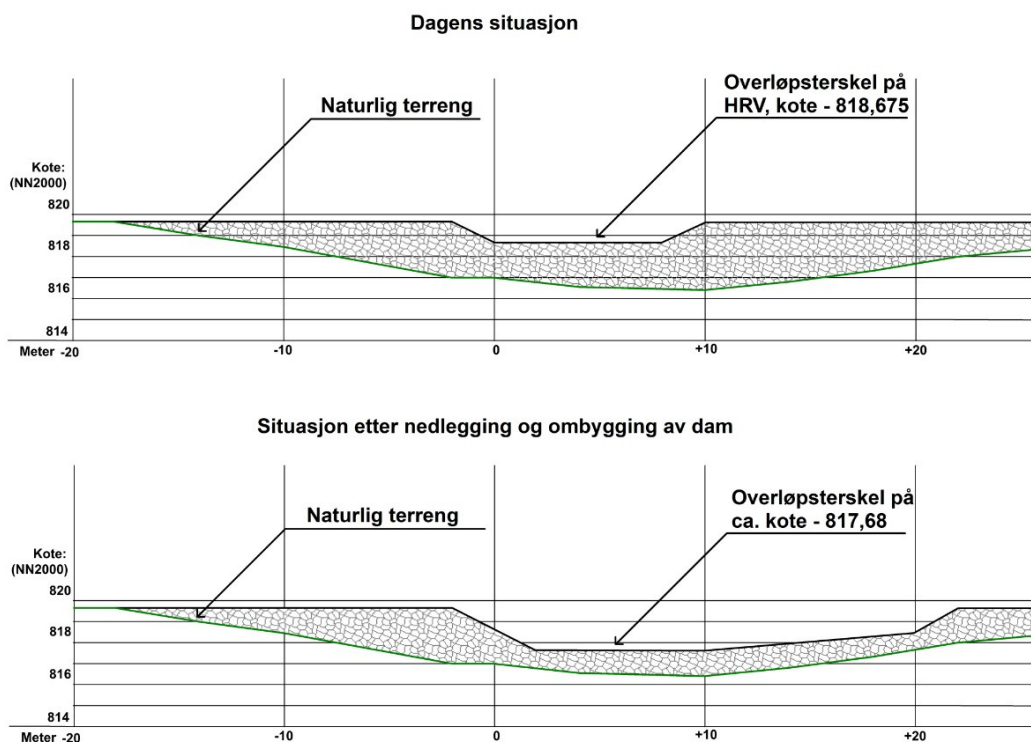 Dagens situasjon
Naturlig terreng
Overløpsterskel på
HRV, kote - 818,675
Kote:
(NN2000)
820
818
816
814
Meter -20
-10
0
+10
+20
Situasjon etter nedlegging og ombygging av dam
Naturlig terreng
Overløpsterskel på
ca. kote - 817,68
Kote:
(NN2000)
820
818
816
814
Meter -20
-10
0
+10
+20